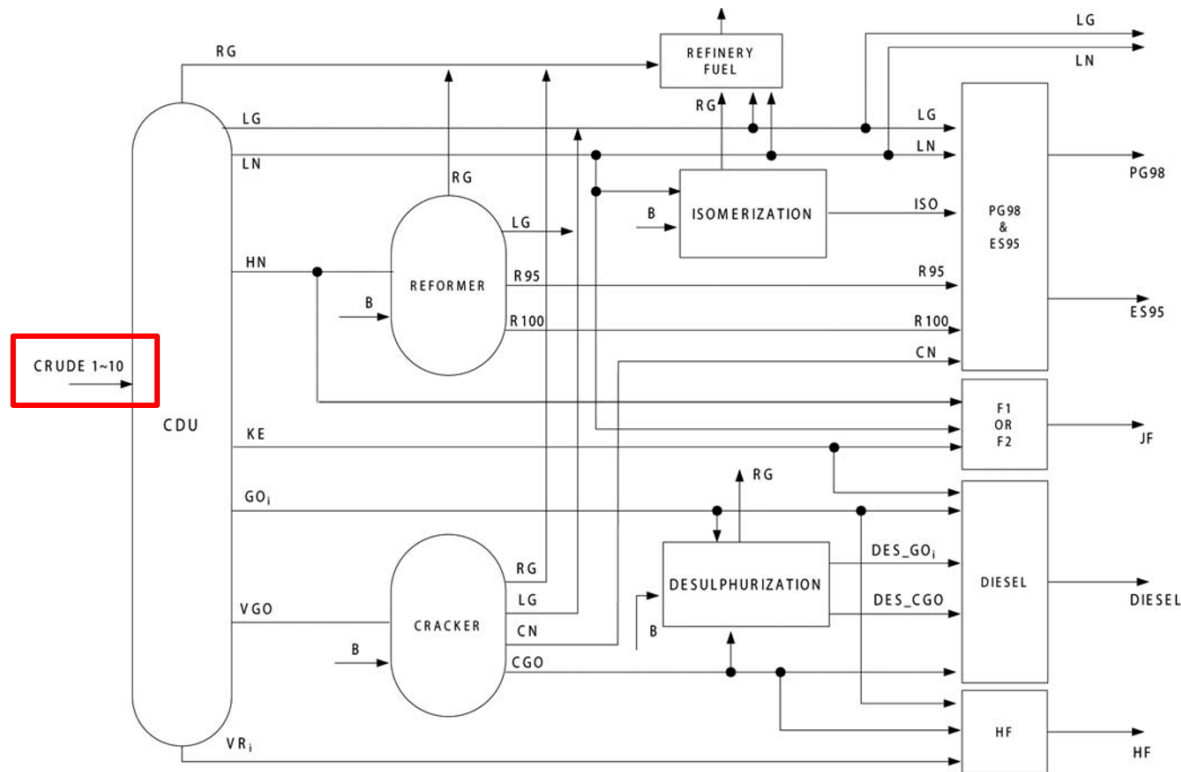 RG
REFINERY
FUEL
LG
LN
RG
LG
LG
LN
LN
RG
PG98
B
ISOMERIZATION
ISO
PG98
&
ES95
LG
HN
REFORMER
R95
R95
B
ES95
R100
R100
CN
CRUDE 1~10
CDU
F1
OR
F2
KE
JF
RG
GOi
DES_GOi
RG
DESULPHURIZATION
DIESEL
LG
DES_CGO
DIESEL
VGO
CRACKER
CN
B
B
CGO
HF
VRi
HF